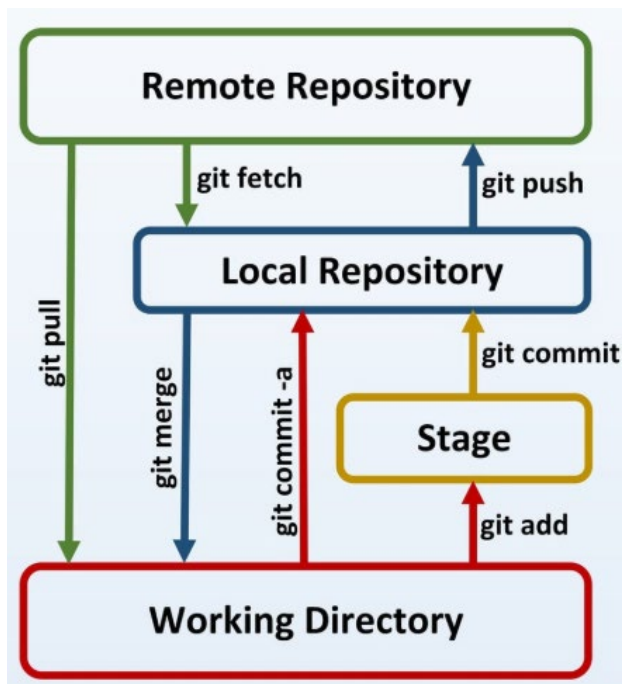 Remote Repository
git fetch
git push
Local Repository
git pull
git merge
git commit -a
git commit
Stage
git add
Working Directory